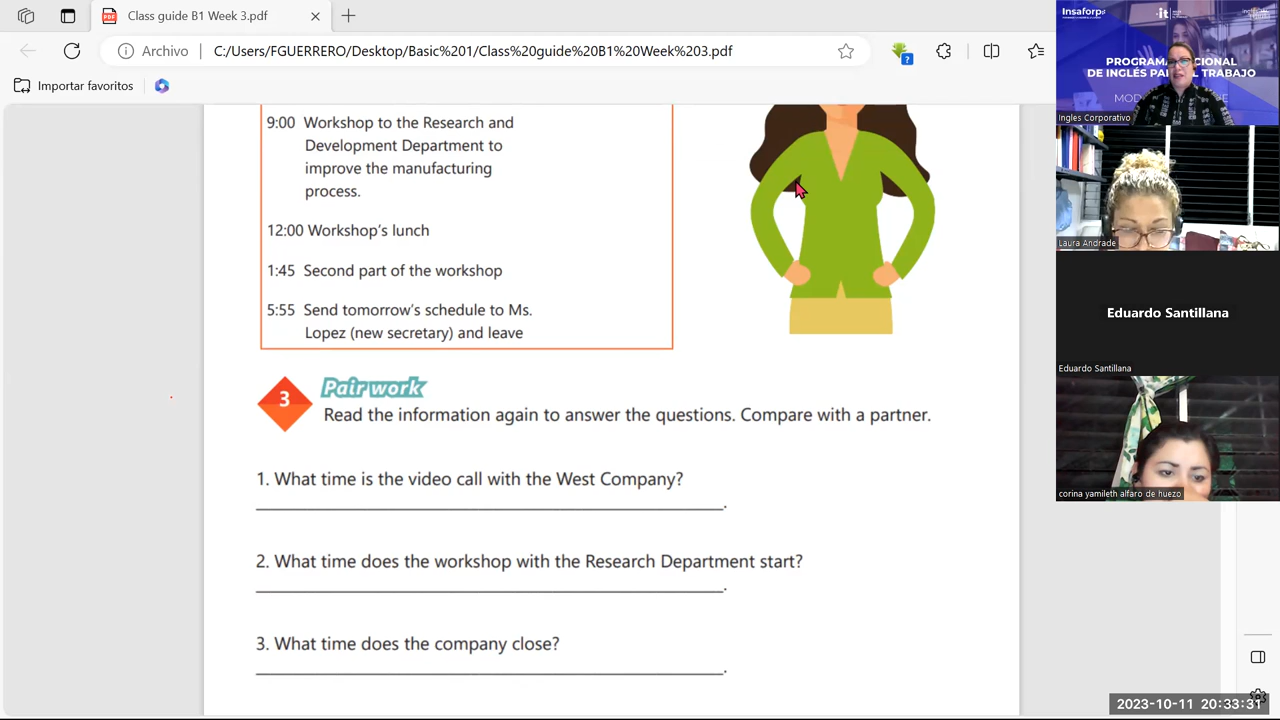 Class guide B1 Week 3.pdf
Archivo
C:/Users/FGUERRERO/Desktop/Basic%201/Class%20guide%20B1%20Week%203.pdf
Importar favoritos
9:00 Workshop to the Research and
Development Department to
improve the manufacturing
process.
12:00 Workshop's lunch
1:45 Second part of the workshop
5:55 Send tomorrow's schedule to Ms.
Lopez (new secretary) and leave
3
Pair work
Read the information again to answer the questions. Compare with a partner.
1. What time is the video call with the West Company?
2. What time does the workshop with the Research Department start?
3. What time does the company close?
Insaforp
Ingles Corporativo
Laura Andrade
Eduardo Santillana
Eduardo Santillana
corina yamileth alfaro de huezo
2023-10-11 20:33:31